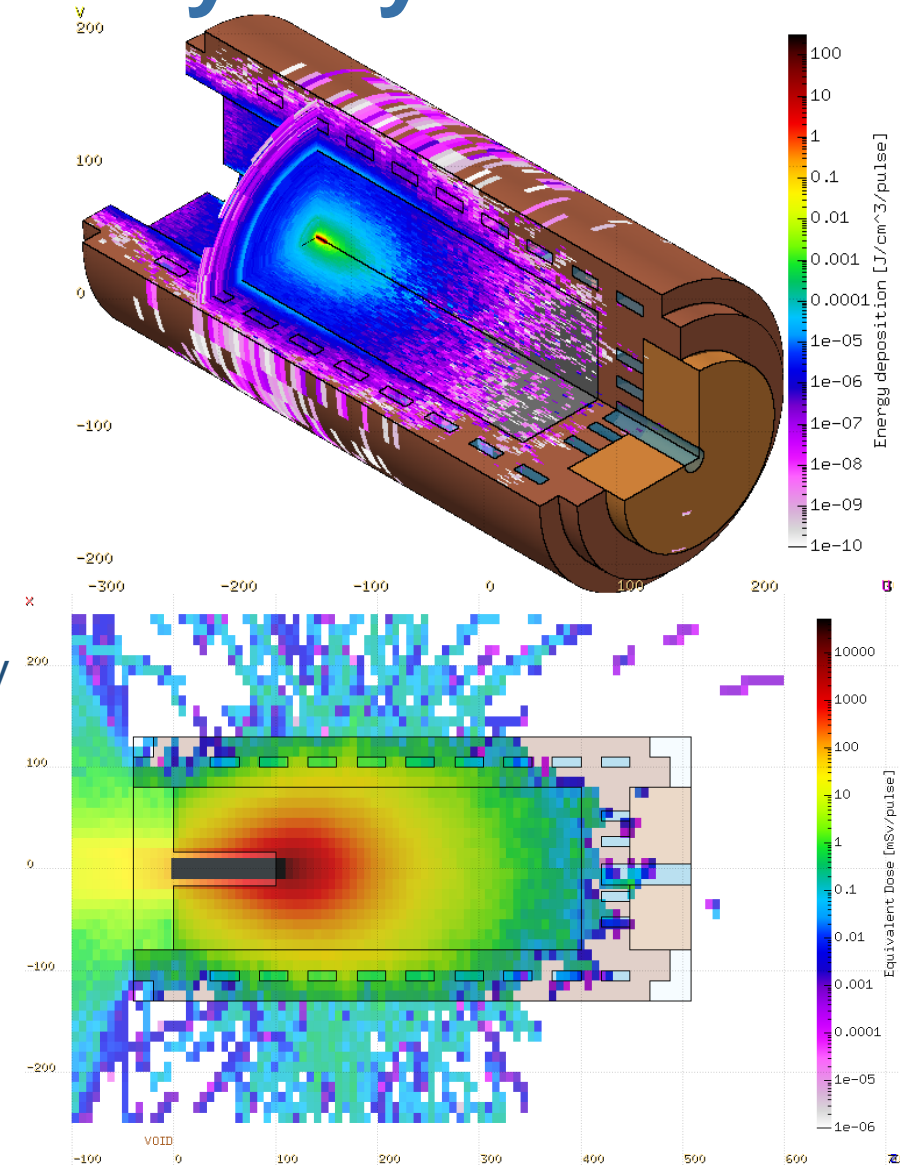 V
200
100
0
-100
-200
-300 -200 -100 0 100 200
100
10
1
0.1
0.01
0.001
0.0001
1e-05
1e-06
1e-07
1e-08
1e-09
1e-10
Energy deposition [J/cm^3/pulse]
x
200
100
0
-100
-200
VOID
-100 0 100 200 300 400 500 600
10000
1000
100
10
1
0.1
0.01
0.001
0.0001
1e-05
1e-06
Equivalent Dose [mSv/pulse]